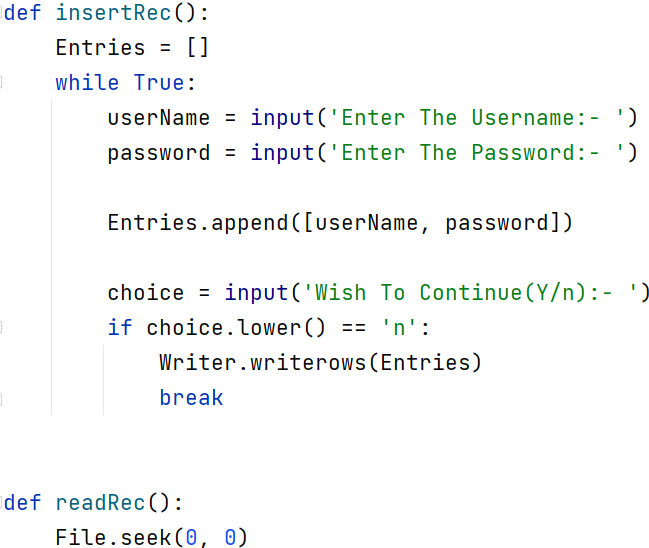 def insertRec():
    Entries = []
    while True:
        userName = input('Enter The Username:- ')
        password = input('Enter The Password:- ')
        Entries.append([userName, password])
        choice = input('Wish To Continue(Y/n):- ')
        if choice.lower() == 'n':
            Writer.writerows(Entries)
            break
def readRec():
    File.seek(0, 0)